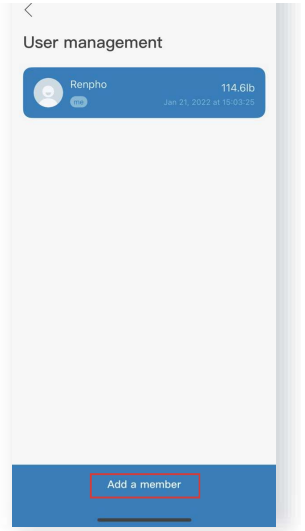 User management
Renpho
114.6lb
me
Jan 21, 2022 at 15:03:25
Add a member